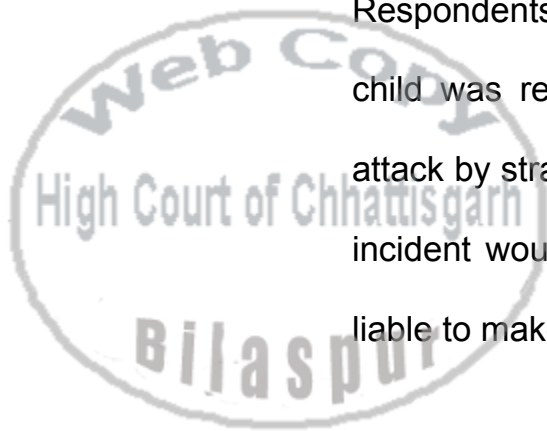 Respondents
child was re
attack by stra
incident wou
liable to mak
Web Copy
High Court of Chhattisgarh
Bilaspur